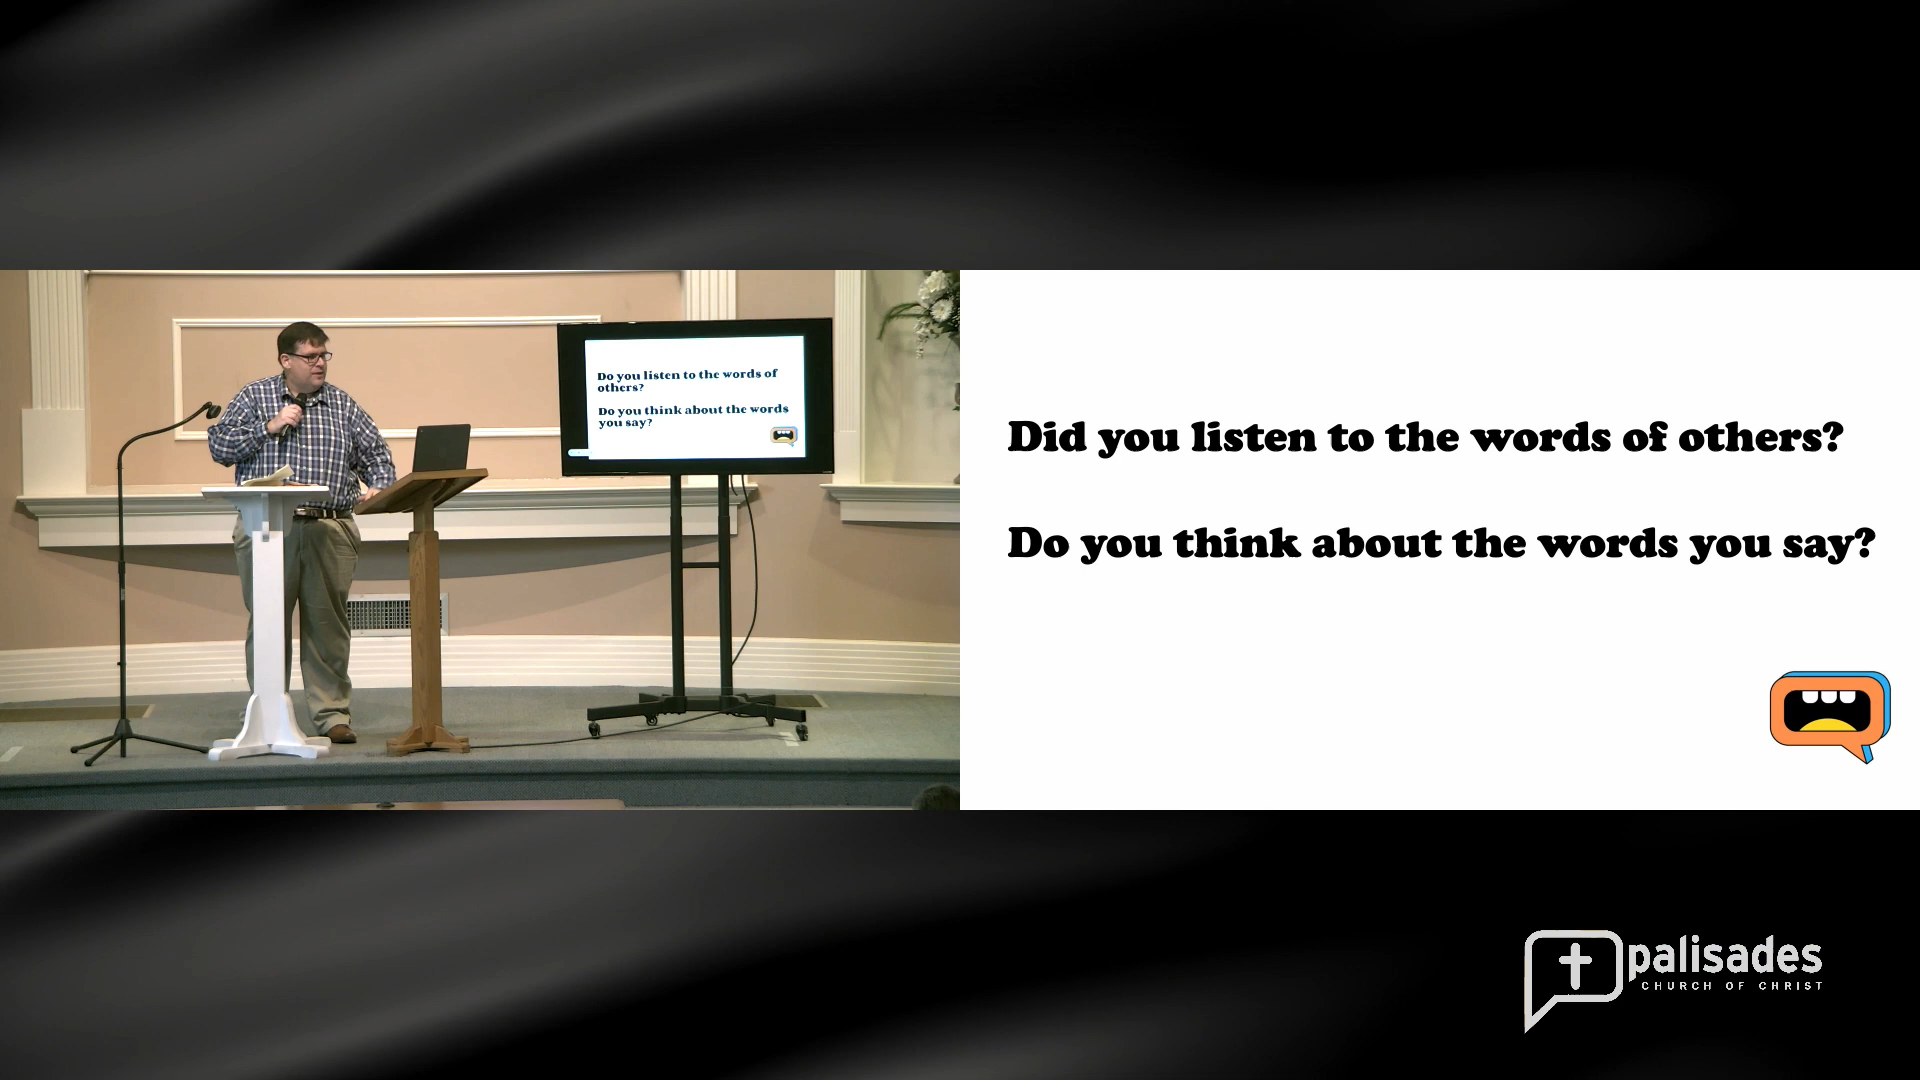 Do you listen to the words of
others?
Do you think about the words
you say?
Did you listen to the words of others?
Do you think about the words you say?
palisades
CHURCH OF CHRIST